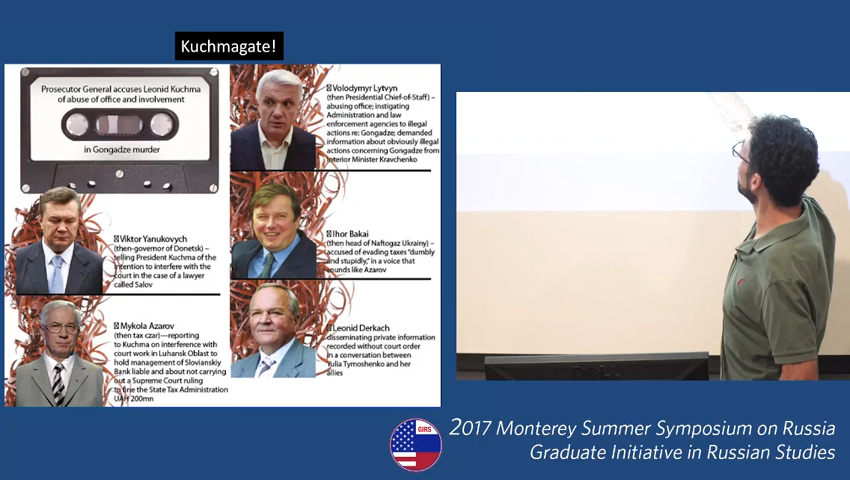 Kuchmagate!
Prosecutor General accuses Leonid Kuchma
of abuse of office and involvement
in Gongadze murder
Volodymyr Lytvyn
(then Presidential Chief-of-Staff) –
abusing office; instigating
Administration and law
enforcement agencies to illegal
actions re: Gongadze; demanded
information about obviously illegal
actions concerning Gongadze from
Interior Minister Kravchenko
Viktor Yanukovych
(then-governor of Donetsk) –
telling President Kuchma of the
intention to interfere with the
court in the case of a lawyer
called Salov
Ihor Bakai
(then head of Naftogaz Ukrainy) –
accused of evading taxes "dumbly
and stupidly," in a voice that
sounds like Azarov
Mykola Azarov
(then tax czar)—reporting
to Kuchma on interference with
court work in Luhansk Oblast to
hold management of Slovianskiy
Bank liable and about not carrying
out a Supreme Court ruling
to fine the State Tax Administration
UAH 200mn
Leonid Derkach
disseminating private information
recorded without court order
in a conversation between
Yulia Tymoshenko and her
allies
DELL
GIRS
2017 Monterey Summer Symposium on Russia
Graduate Initiative in Russian Studies